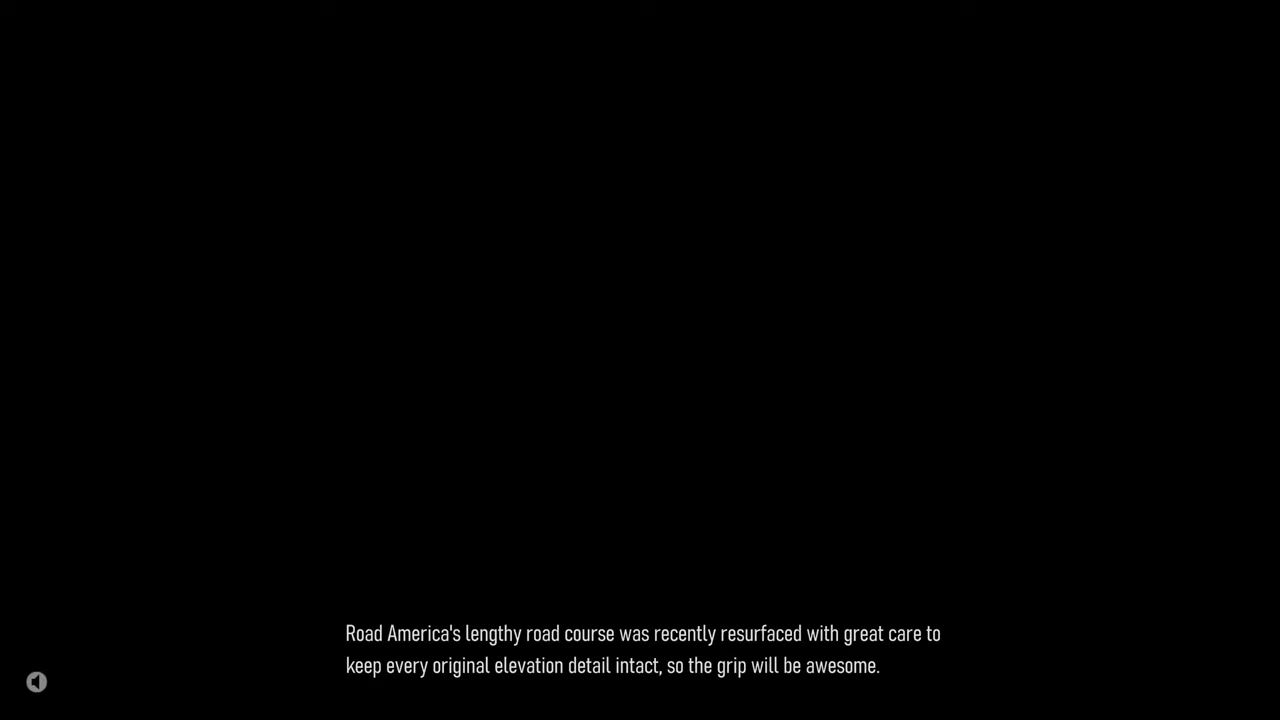 Road America's lengthy road course was recently resurfaced with great care to
keep every original elevation detail intact, so the grip will be awesome.